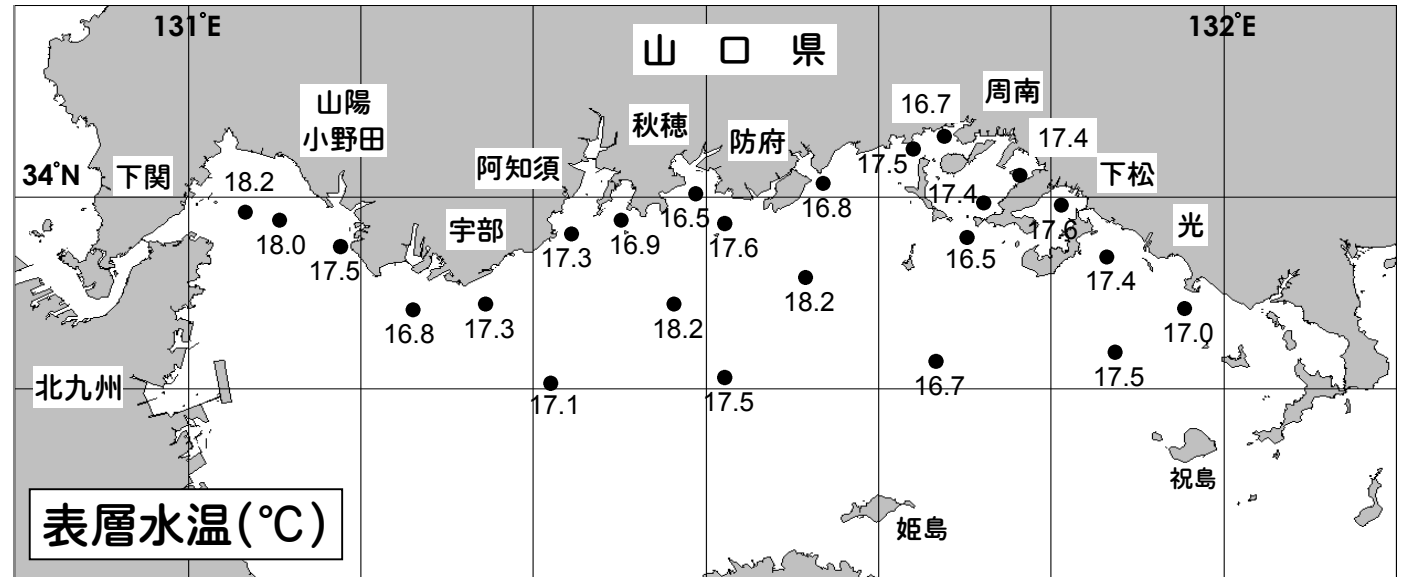 131°E
132°E
山 口 県
山陽
小野田
秋穂
防府
16.7
周南
17.4
阿知須
17.5
34°N
下関
18.2
下松
16.8
17.4
16.5
18.0
宇部
16.9
17.6
17.6
光
17.5
17.3
16.5
17.4
18.2
16.8
17.3
18.2
17.0
北九州
17.1
17.5
16.7
17.5
祝島
姫島
表層水温(℃)